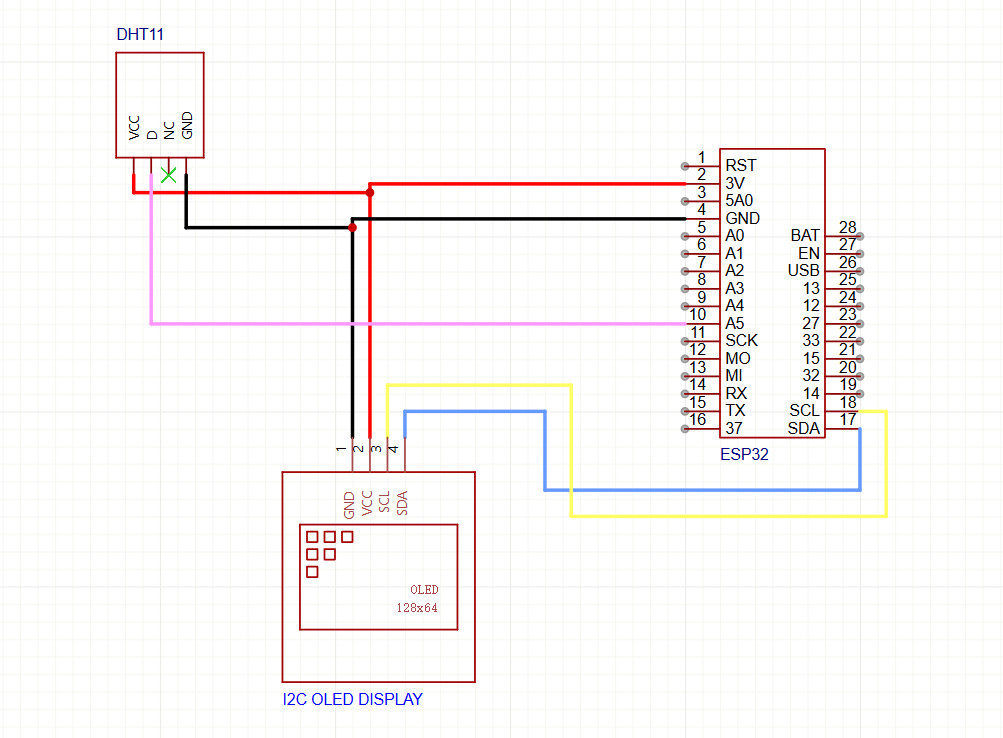 DHT11
VCC
D
NC
GND
1 RST
2 3V
3 5A0
4 GND
5 A0
6 A1
7 A2
8 A3
9 A4
10 A5
11 SCK
12 MO
13 MI
14 RX
15 TX
16 37
BAT 28
EN 27
USB 26
13 25
12 24
27 23
33 22
15 21
32 20
14 19
SCL 18
SDA 17
ESP32
1 2 3 4
GND
VCC
SCL
SDA
OLED
128x64
I2C OLED DISPLAY